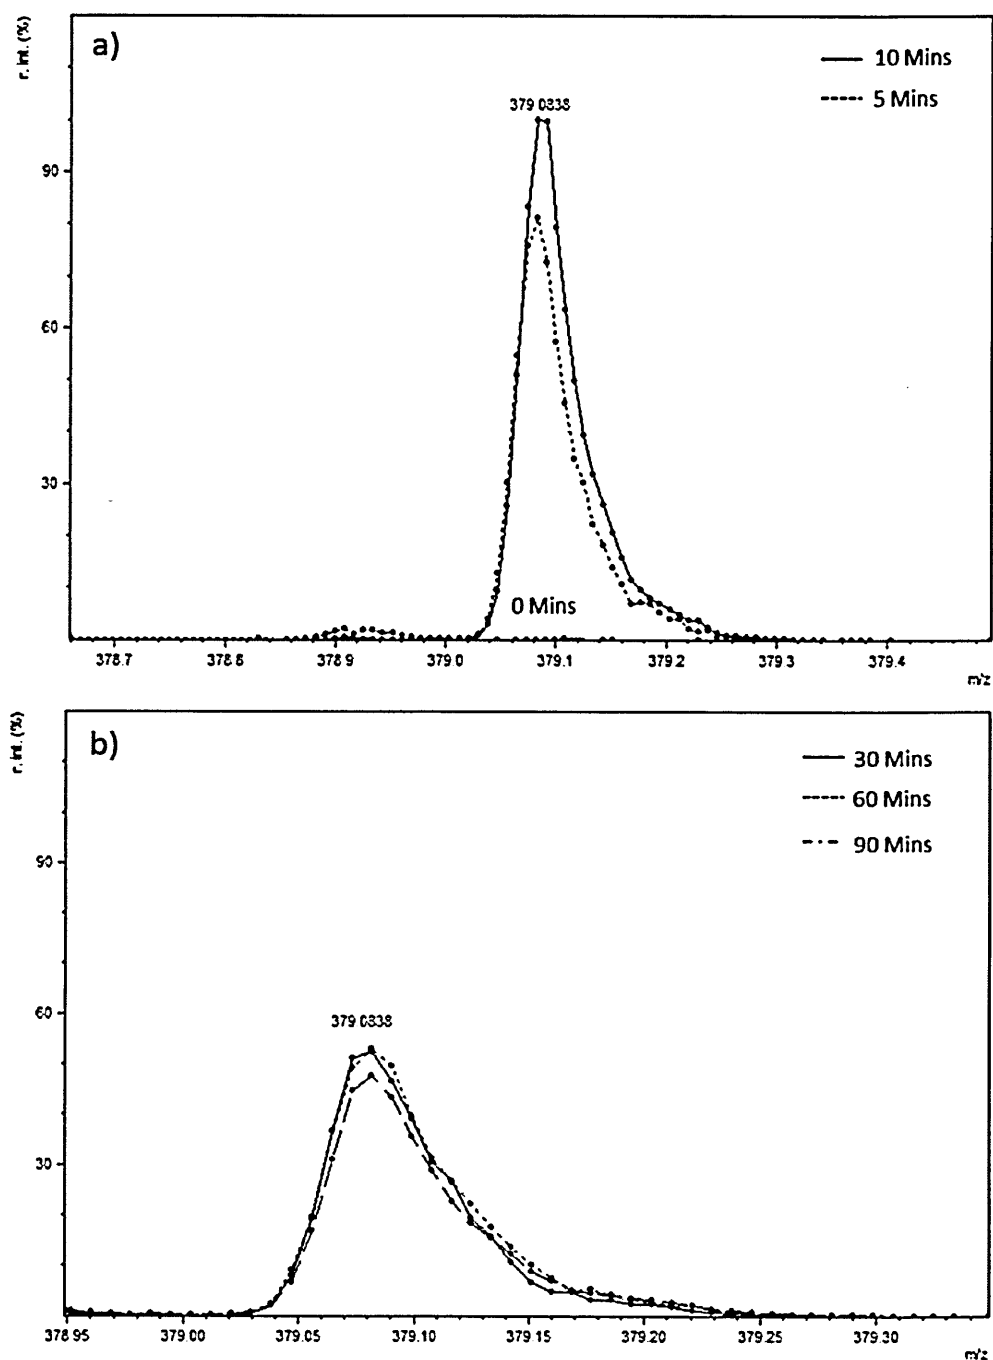 r. int. (%)
a)
10 Mins
5 Mins
379.0838
90
60
30
0 Mins
378.7
378.8
378.9
379.0
379.1
379.2
379.3
379.4
m/z
r. int. (%)
b)
30 Mins
60 Mins
90 Mins
90
60
379.0838
30
378.95
379.00
379.05
379.10
379.15
379.20
379.25
379.30
m/z